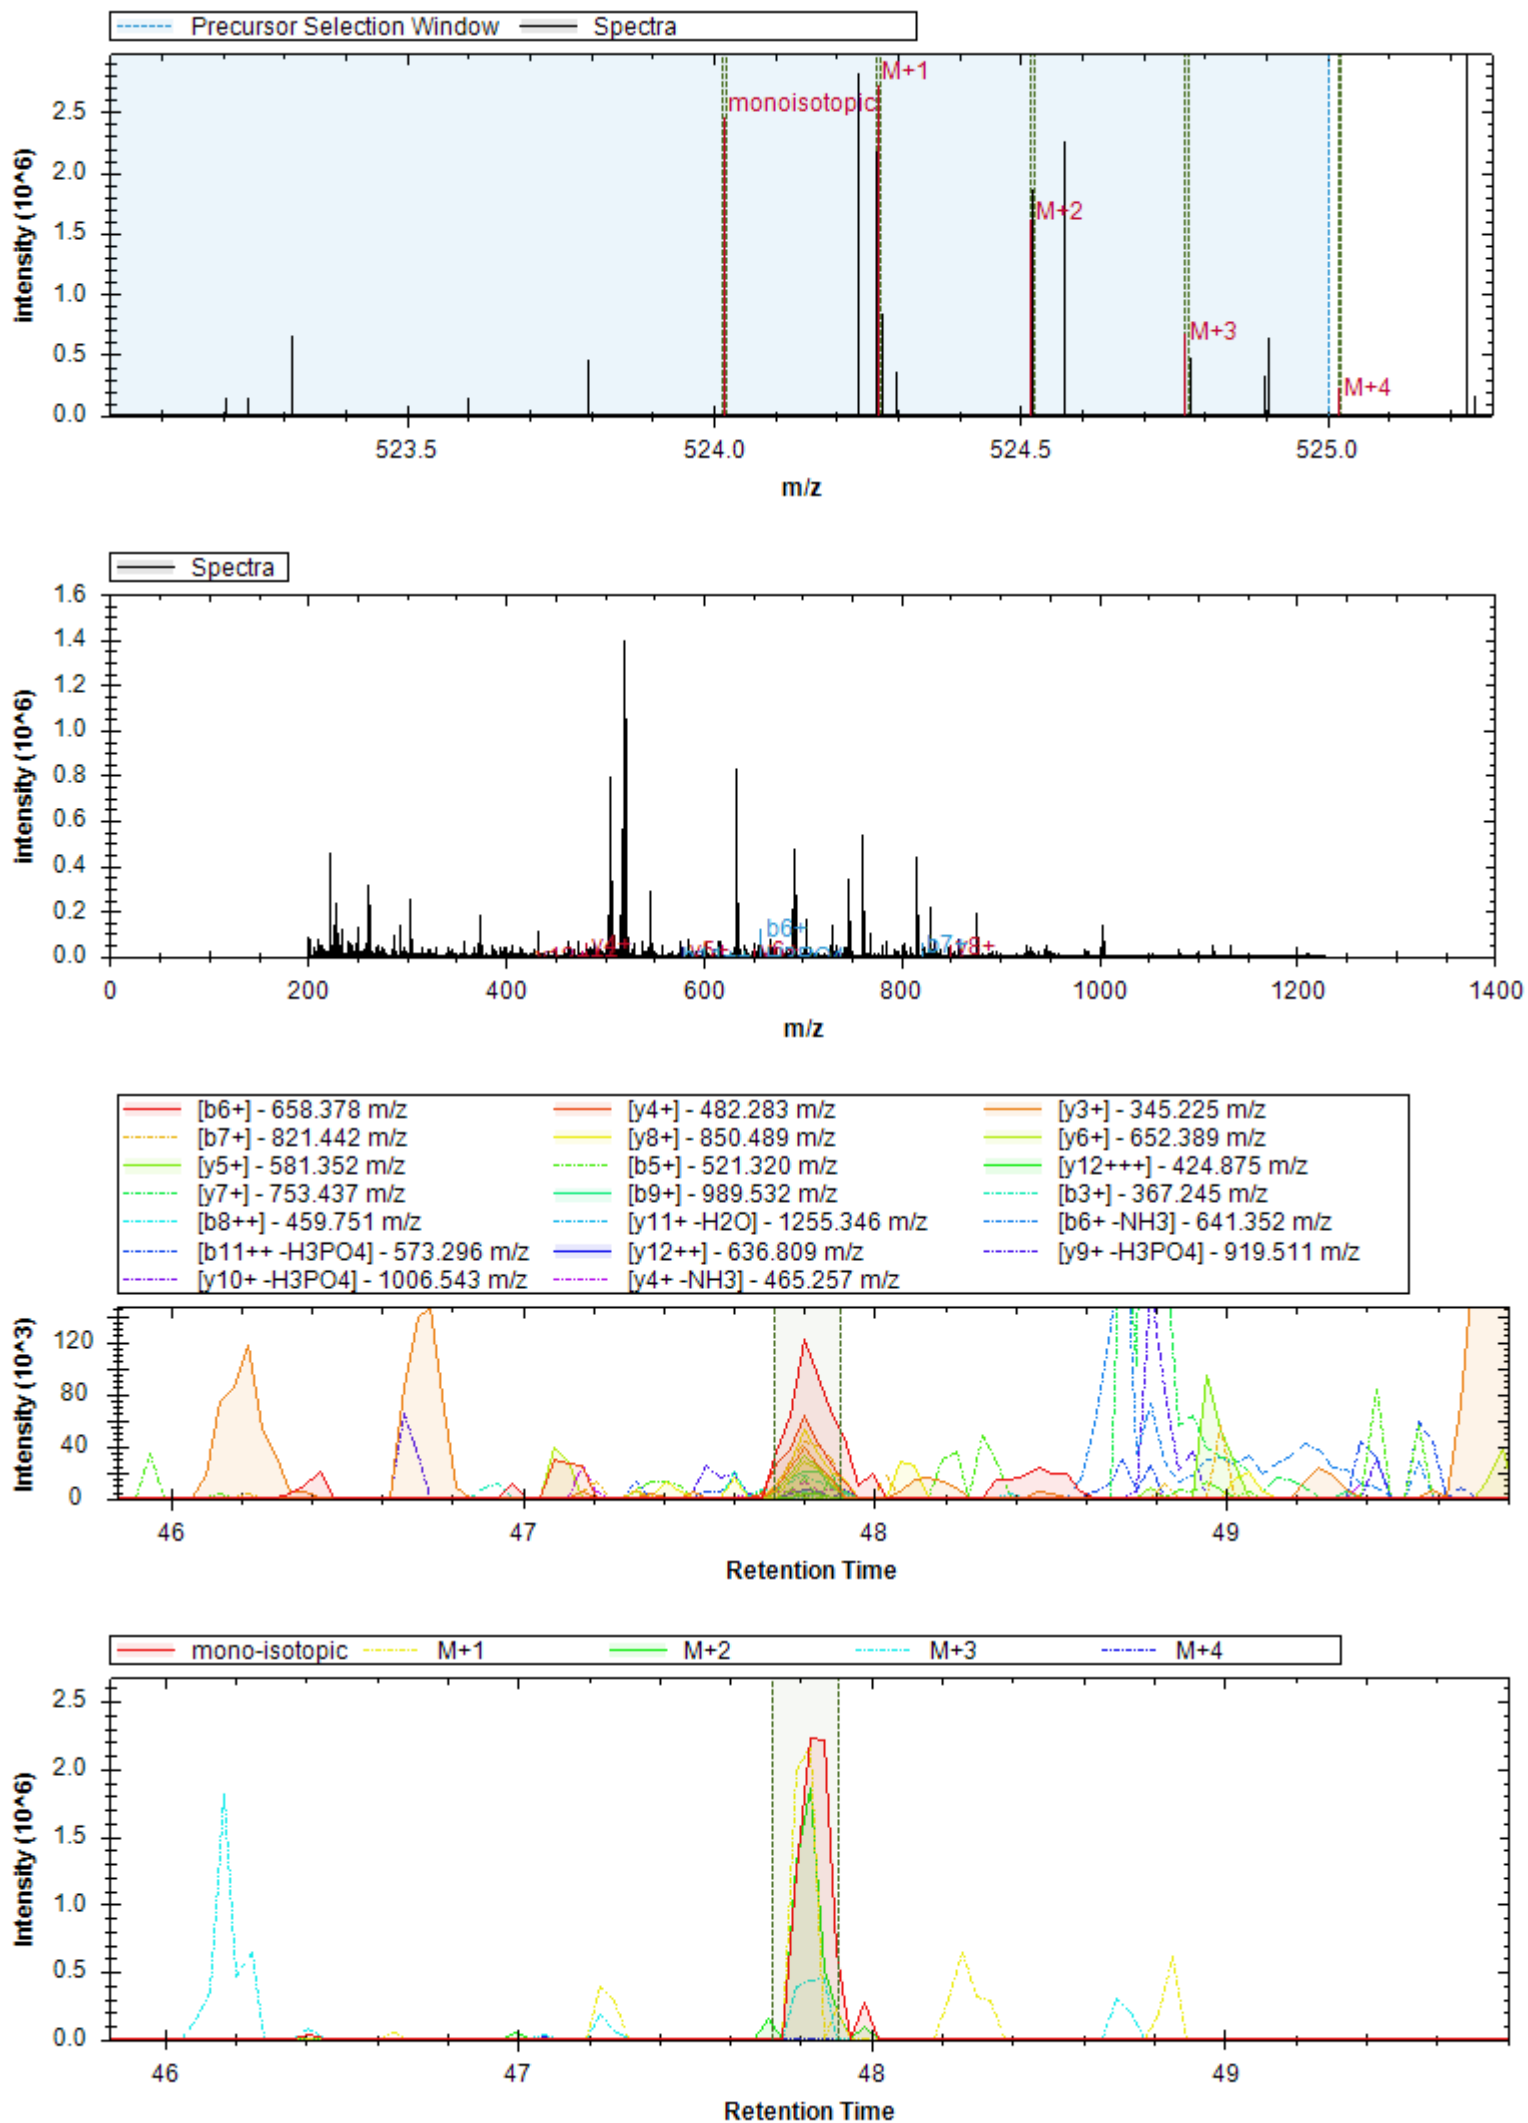 Precursor Selection Window Spectra
2.5
2.0
1.5
1.0
0.5
0.0
intensity (10^6)
monoisotopic
M+1
M+2
M+3
M+4
523.5 524.0 524.5 525.0
m/z
Spectra
1.6
1.4
1.2
1.0
0.8
0.6
0.4
0.2
0.0
intensity (10^6)
y4+
y5+
b6+
y6+
b7+
y8+
0 200 400 600 800 1000 1200 1400
m/z
[b6+] - 658.378 m/z [y4+] - 482.283 m/z [y3+] - 345.225 m/z
[b7+] - 821.442 m/z [y8+] - 850.489 m/z [y6+] - 652.389 m/z
[y5+] - 581.352 m/z [b5+] - 521.320 m/z [y12+++] - 424.875 m/z
[y7+] - 753.437 m/z [b9+] - 989.532 m/z [b3+] - 367.245 m/z
[b8++] - 459.751 m/z [y11+ -H2O] - 1255.346 m/z [b6+ -NH3] - 641.352 m/z
[b11++ -H3PO4] - 573.296 m/z [y12++] - 636.809 m/z [y9+ -H3PO4] - 919.511 m/z
[y10+ -H3PO4] - 1006.543 m/z [y4+ -NH3] - 465.257 m/z
120
80
40
0
Intensity (10^3)
46 47 48 49
Retention Time
mono-isotopic M+1 M+2 M+3 M+4
2.5
2.0
1.5
1.0
0.5
0.0
Intensity (10^6)
46 47 48 49
Retention Time